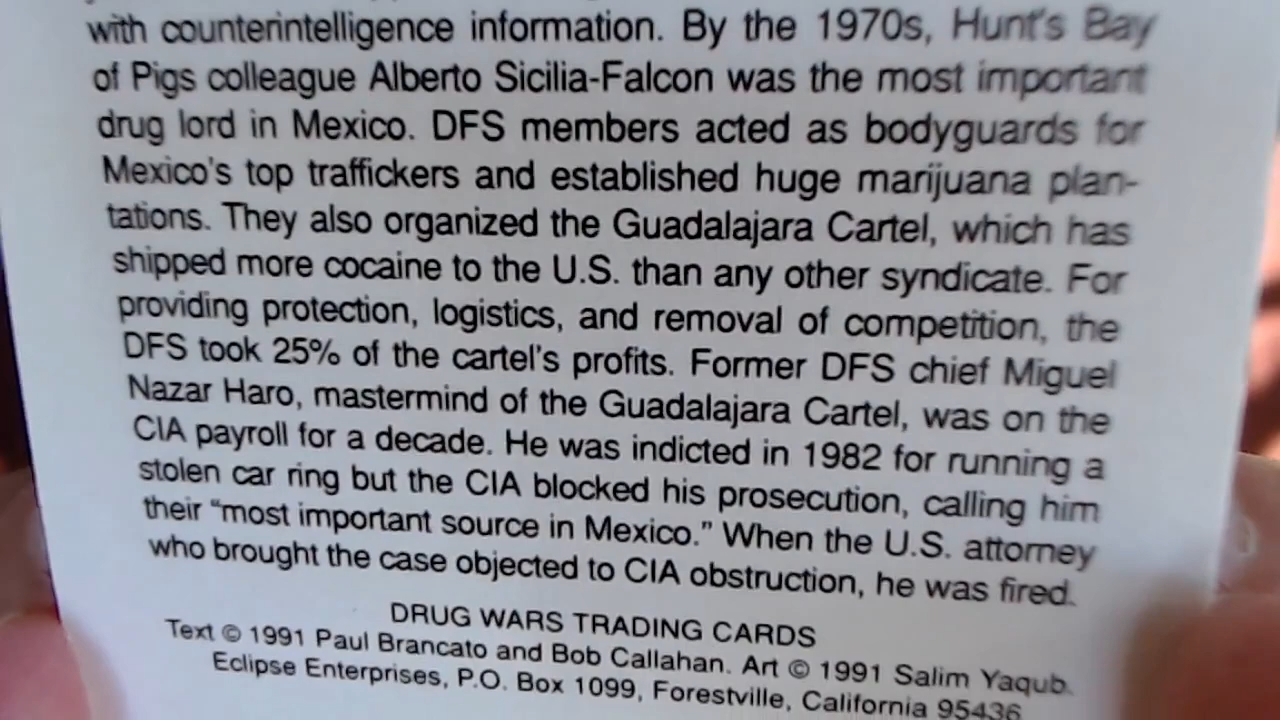 with counterintelligence information. By the 1970s, Hunt's Bay
of Pigs colleague Alberto Sicilia-Falcon was the most important
drug lord in Mexico. DFS members acted as bodyguards for
Mexico's top traffickers and established huge marijuana plan-
tations. They also organized the Guadalajara Cartel, which has
shipped more cocaine to the U.S. than any other syndicate. For
providing protection, logistics, and removal of competition, the
DFS took 25% of the cartel's profits. Former DFS chief Miguel
Nazar Haro, mastermind of the Guadalajara Cartel, was on the
CIA payroll for a decade. He was indicted in 1982 for running a
stolen car ring but the CIA blocked his prosecution, calling him
their “most important source in Mexico.” When the U.S. attorney
who brought the case objected to CIA obstruction, he was fired.
DRUG WARS TRADING CARDS
Text © 1991 Paul Brancato and Bob Callahan. Art © 1991 Salim Yaqub.
Eclipse Enterprises, P.O. Box 1099, Forestville, California 95436